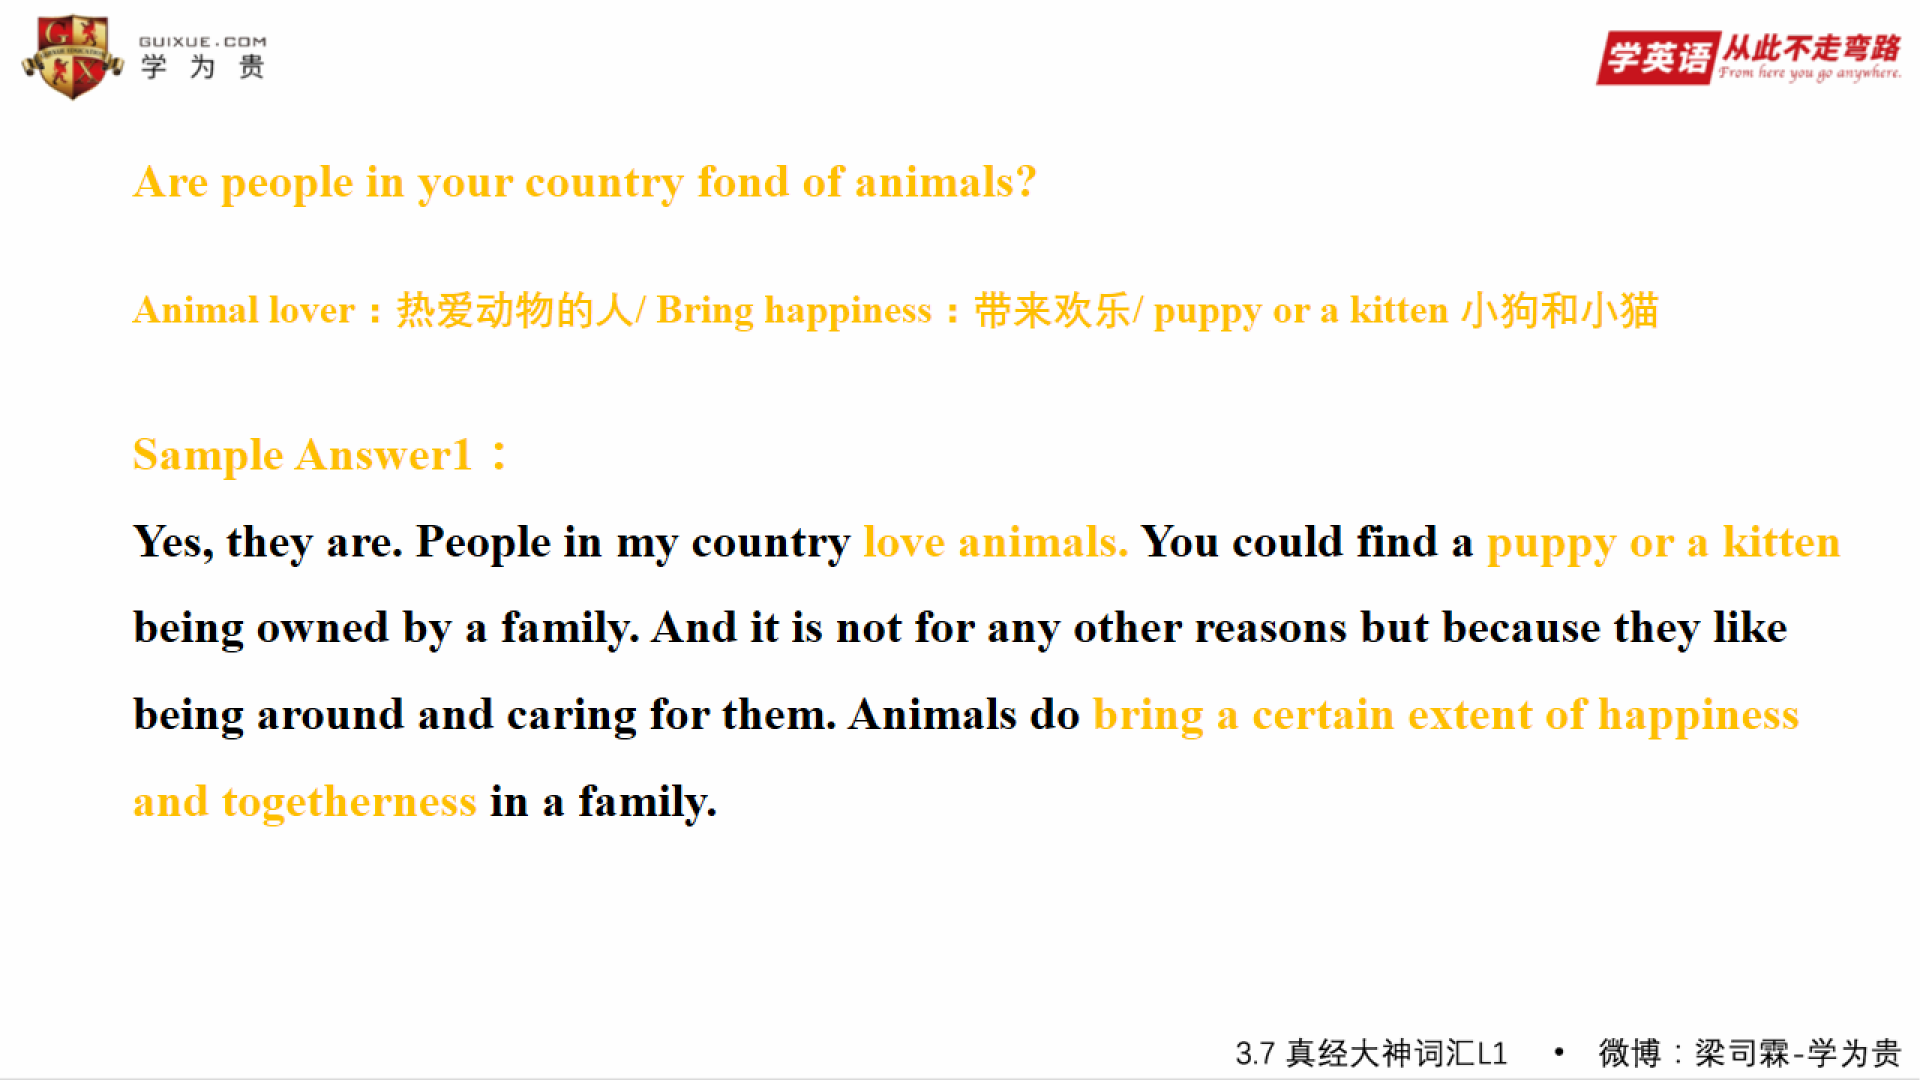 GUIXUE.COM
学为贵
学英语 从此不走弯路
From here you go anywhere.
Are people in your country fond of animals?
Animal lover：热爱动物的人/ Bring happiness：带来欢乐/ puppy or a kitten 小狗和小猫
Sample Answer1：
Yes, they are. People in my country love animals. You could find a puppy or a kitten
being owned by a family. And it is not for any other reasons but because they like
being around and caring for them. Animals do bring a certain extent of happiness
and togetherness in a family.
3.7 真经大神词汇L1 • 微博：梁司霖-学为贵